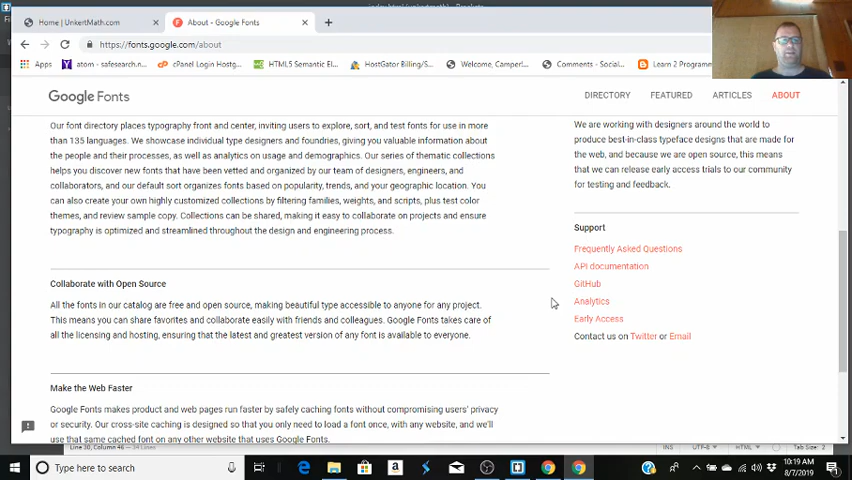 Home | UnkertMath.com
About - Google Fonts
https://fonts.google.com/about
Apps
atom - safesearch.in...
cPanel Login Hostg...
HTML5 Semantic El...
HostGator Billing/S...
Welcome, Camper!...
Comments - Social...
Learn 2 Programm
Google Fonts
DIRECTORY
FEATURED
ARTICLES
ABOUT
Our font directory places typography front and center, inviting users to explore, sort, and test fonts for use in more
than 135 languages. We showcase individual type designers and foundries, giving you valuable information about
the people and their processes, as well as analytics on usage and demographics. Our series of thematic collections
helps you discover new fonts that have been vetted and organized by our team of designers, engineers, and
collaborators, and our default sort organizes fonts based on popularity, trends, and your geographic location. You
can also create your own highly customized collections by filtering families, weights, and scripts, plus test color
themes, and review sample copy. Collections can be shared, making it easy to collaborate on projects and ensure
typography is optimized and streamlined throughout the design and engineering process.
Collaborate with Open Source
All the fonts in our catalog are free and open source, making beautiful type accessible to anyone for any project.
This means you can share favorites and collaborate easily with friends and colleagues. Google Fonts takes care of
all the licensing and hosting, ensuring that the latest and greatest version of any font is available to everyone.
Make the Web Faster
Google Fonts makes product and web pages run faster by safely caching fonts without compromising users' privacy
or security. Our cross-site caching is designed so that you only need to load a font once, with any website, and we'll
use that same cached font on any other website that uses Google Fonts.
We are working with designers around the world to
produce best-in-class typeface designs that are made for
the web, and because we are open source, this means
that we can release early access trials to our community
for testing and feedback.
Support
Frequently Asked Questions
API documentation
GitHub
Analytics
Early Access
Contact us on Twitter or Email
Line 30, Column 46 — 34 Lines
INS
UTF-8
HTML
Tab Size: 2
Type here to search
10:19 AM
8/7/2019